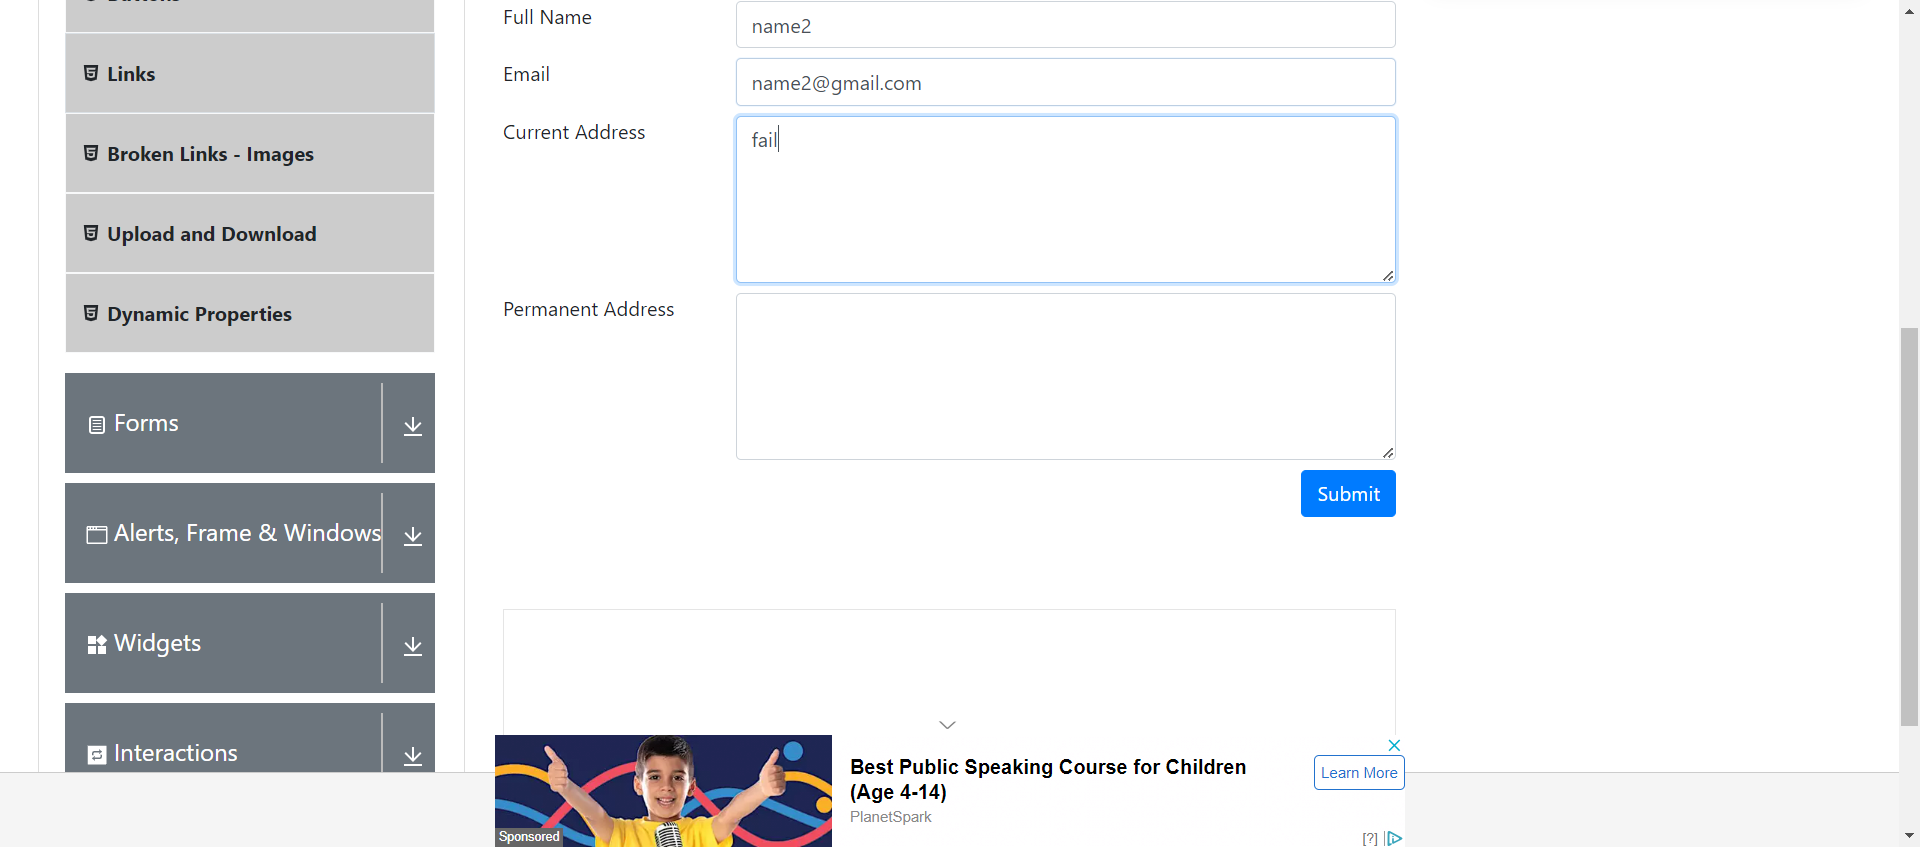 Buttons
Links
Broken Links - Images
Upload and Download
Dynamic Properties
Forms
Alerts, Frame & Windows
Widgets
Interactions
Full Name
name2
Email
name2@gmail.com
Current Address
fail
Permanent Address
Submit
Best Public Speaking Course for Children
(Age 4-14)
PlanetSpark
Learn More
Sponsored
[?]